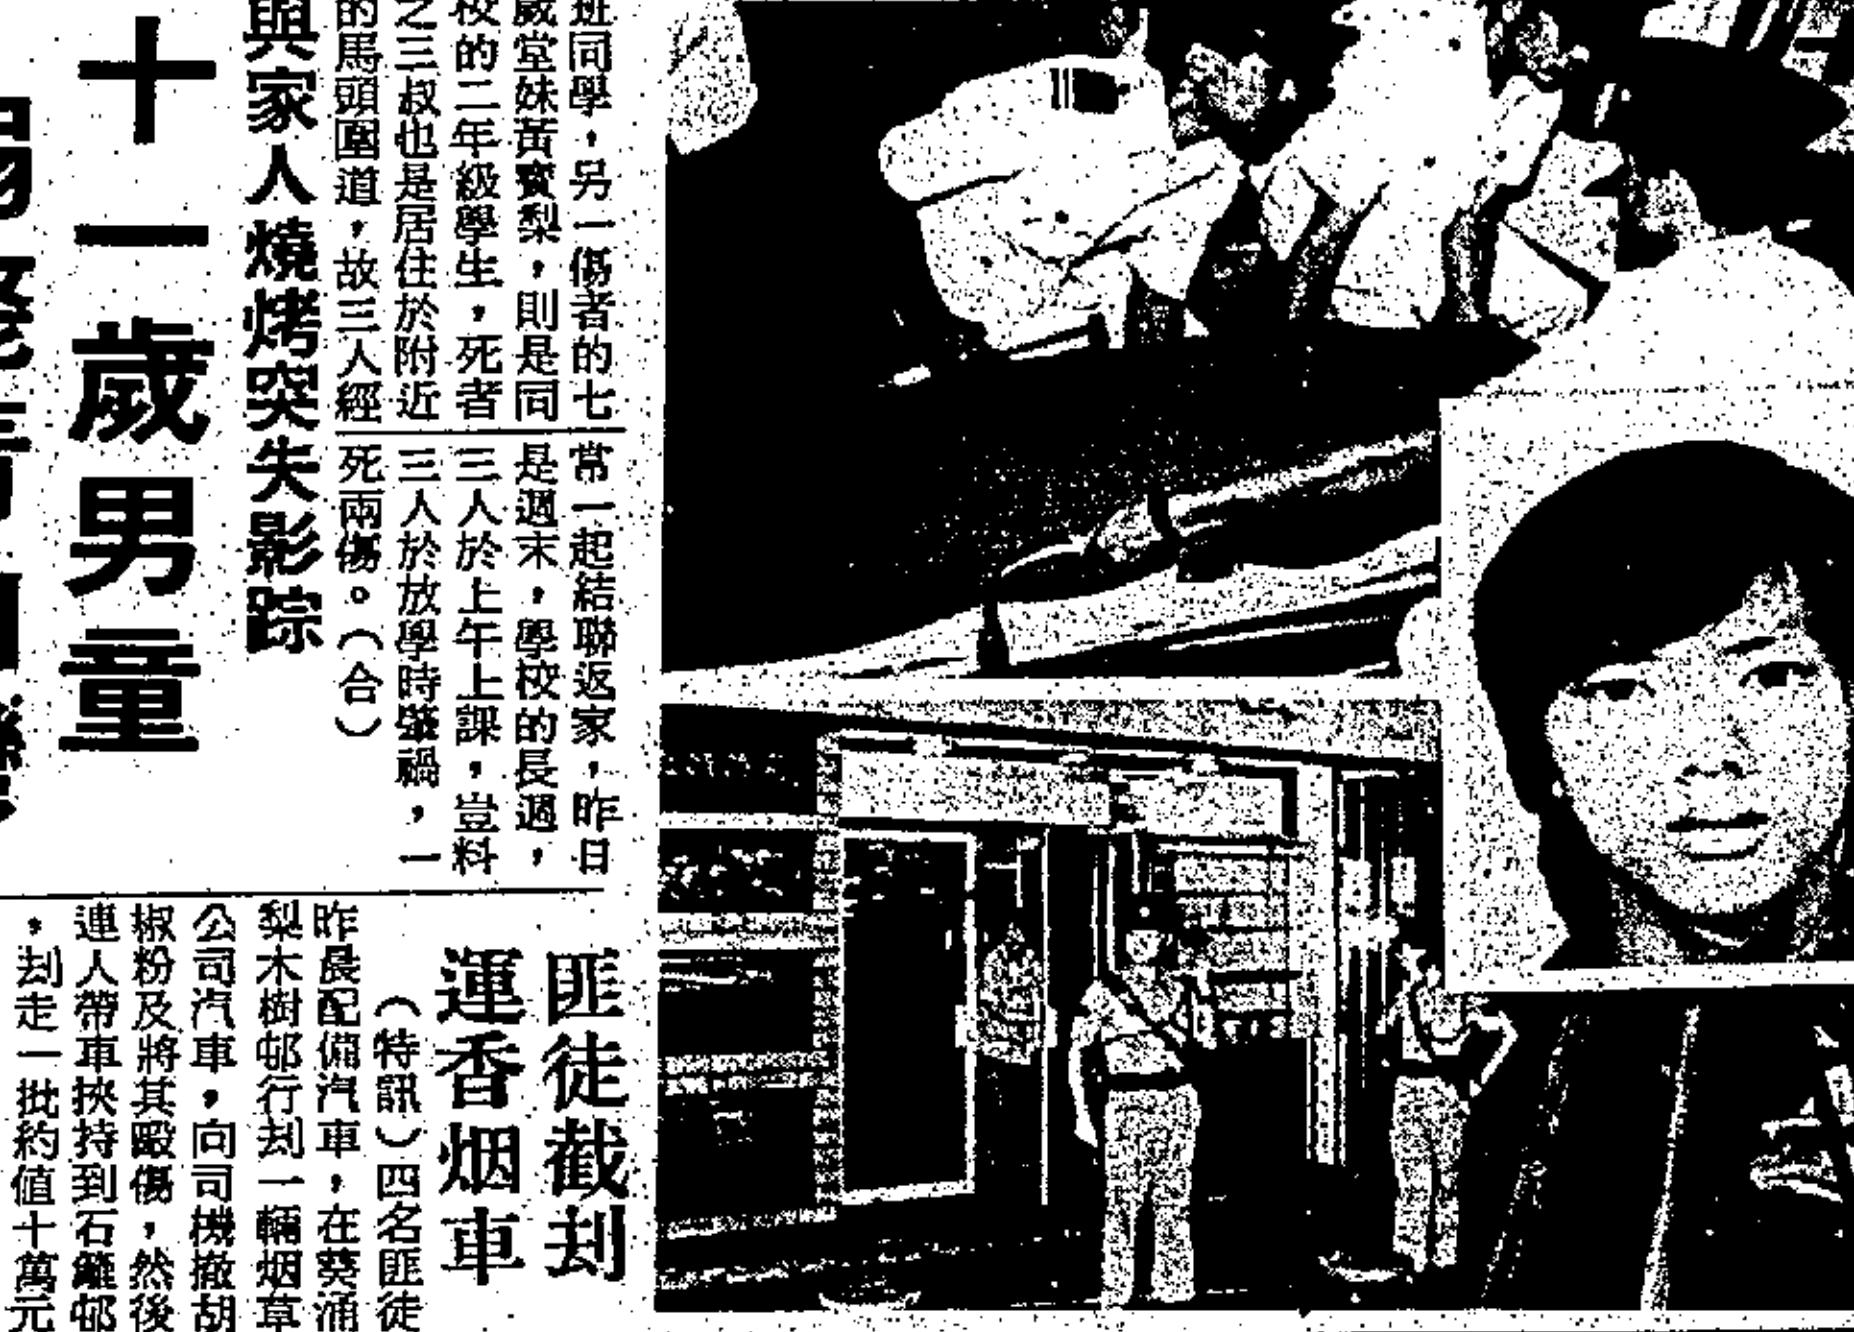 班同學，另一傷者的七
歲堂妹黃寶梨，則是同
校的二年級學生，死者
之三叔也是居住於附近
的馬頭圍道，故三人經
常一起結聯返家，昨日
是週末，學校的長週，
三人於上午上課，豈料
三人於放學時肇禍，一
死兩傷。（合）
與家人燒烤突失影踪
十一歲男童
匪徒截刦
運香烟車
（特訊）四名匪徒
昨晨配備汽車，在葵涌
梨木樹邨行刦一輛烟草
公司汽車，向司機撤胡
椒粉及將其毆傷，然後
連人帶車挾持到石籬邨
，刦走一批約值十萬元